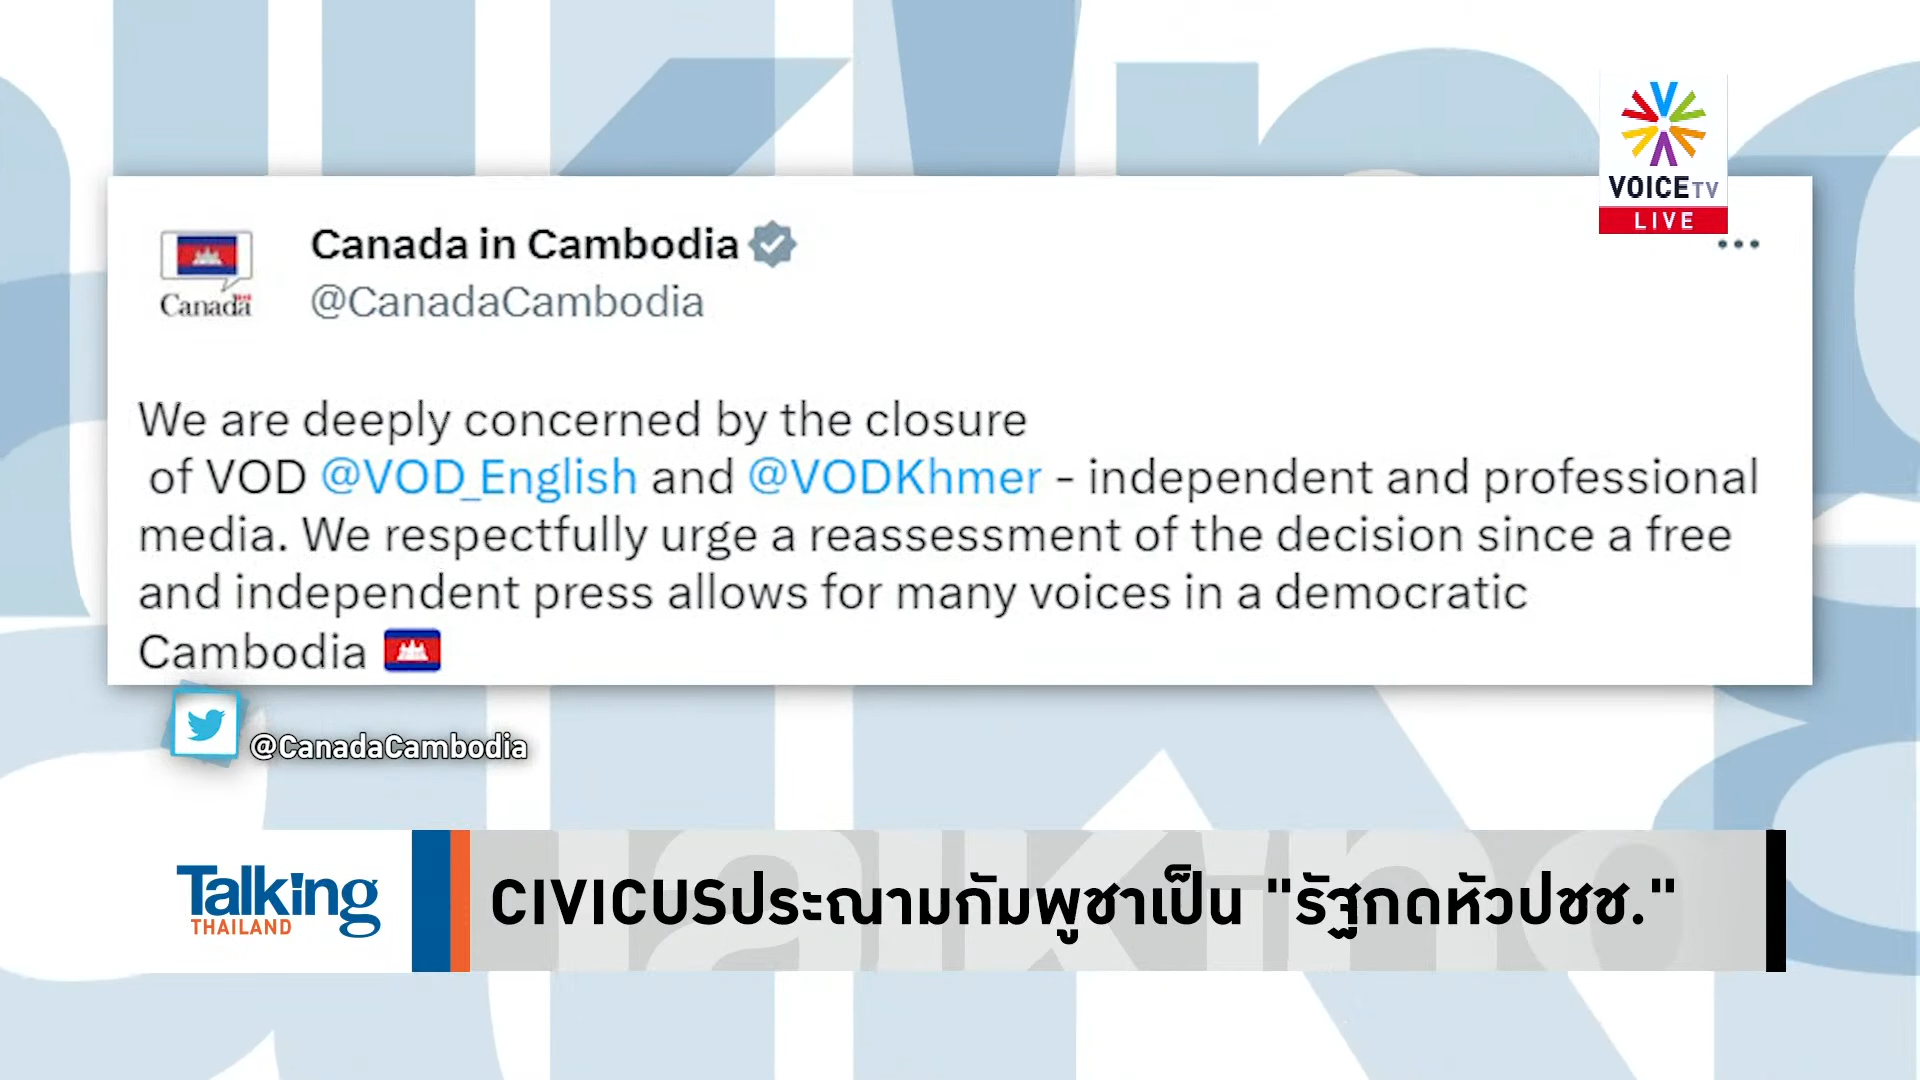 VOICETV
LIVE
Canada in Cambodia
@CanadaCambodia
Canada
We are deeply concerned by the closure
of VOD @VOD_English and @VODKhmer - independent and professional
media. We respectfully urge a reassessment of the decision since a free
and independent press allows for many voices in a democratic
Cambodia
@CanadaCambodia
Talking
THAILAND
CIVICUSประณามกัมพูชาเป็น "รัฐกดหัวปชช."